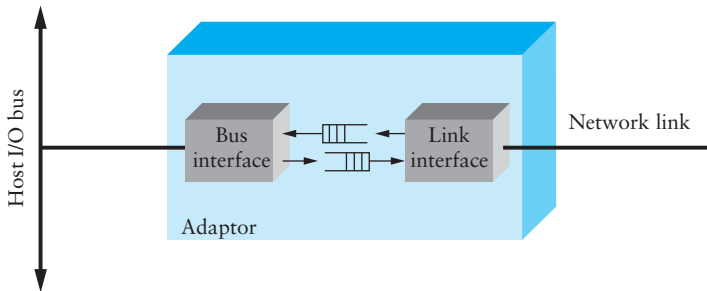 Host I/O bus
Bus
interface
Link
interface
Network link
Adaptor